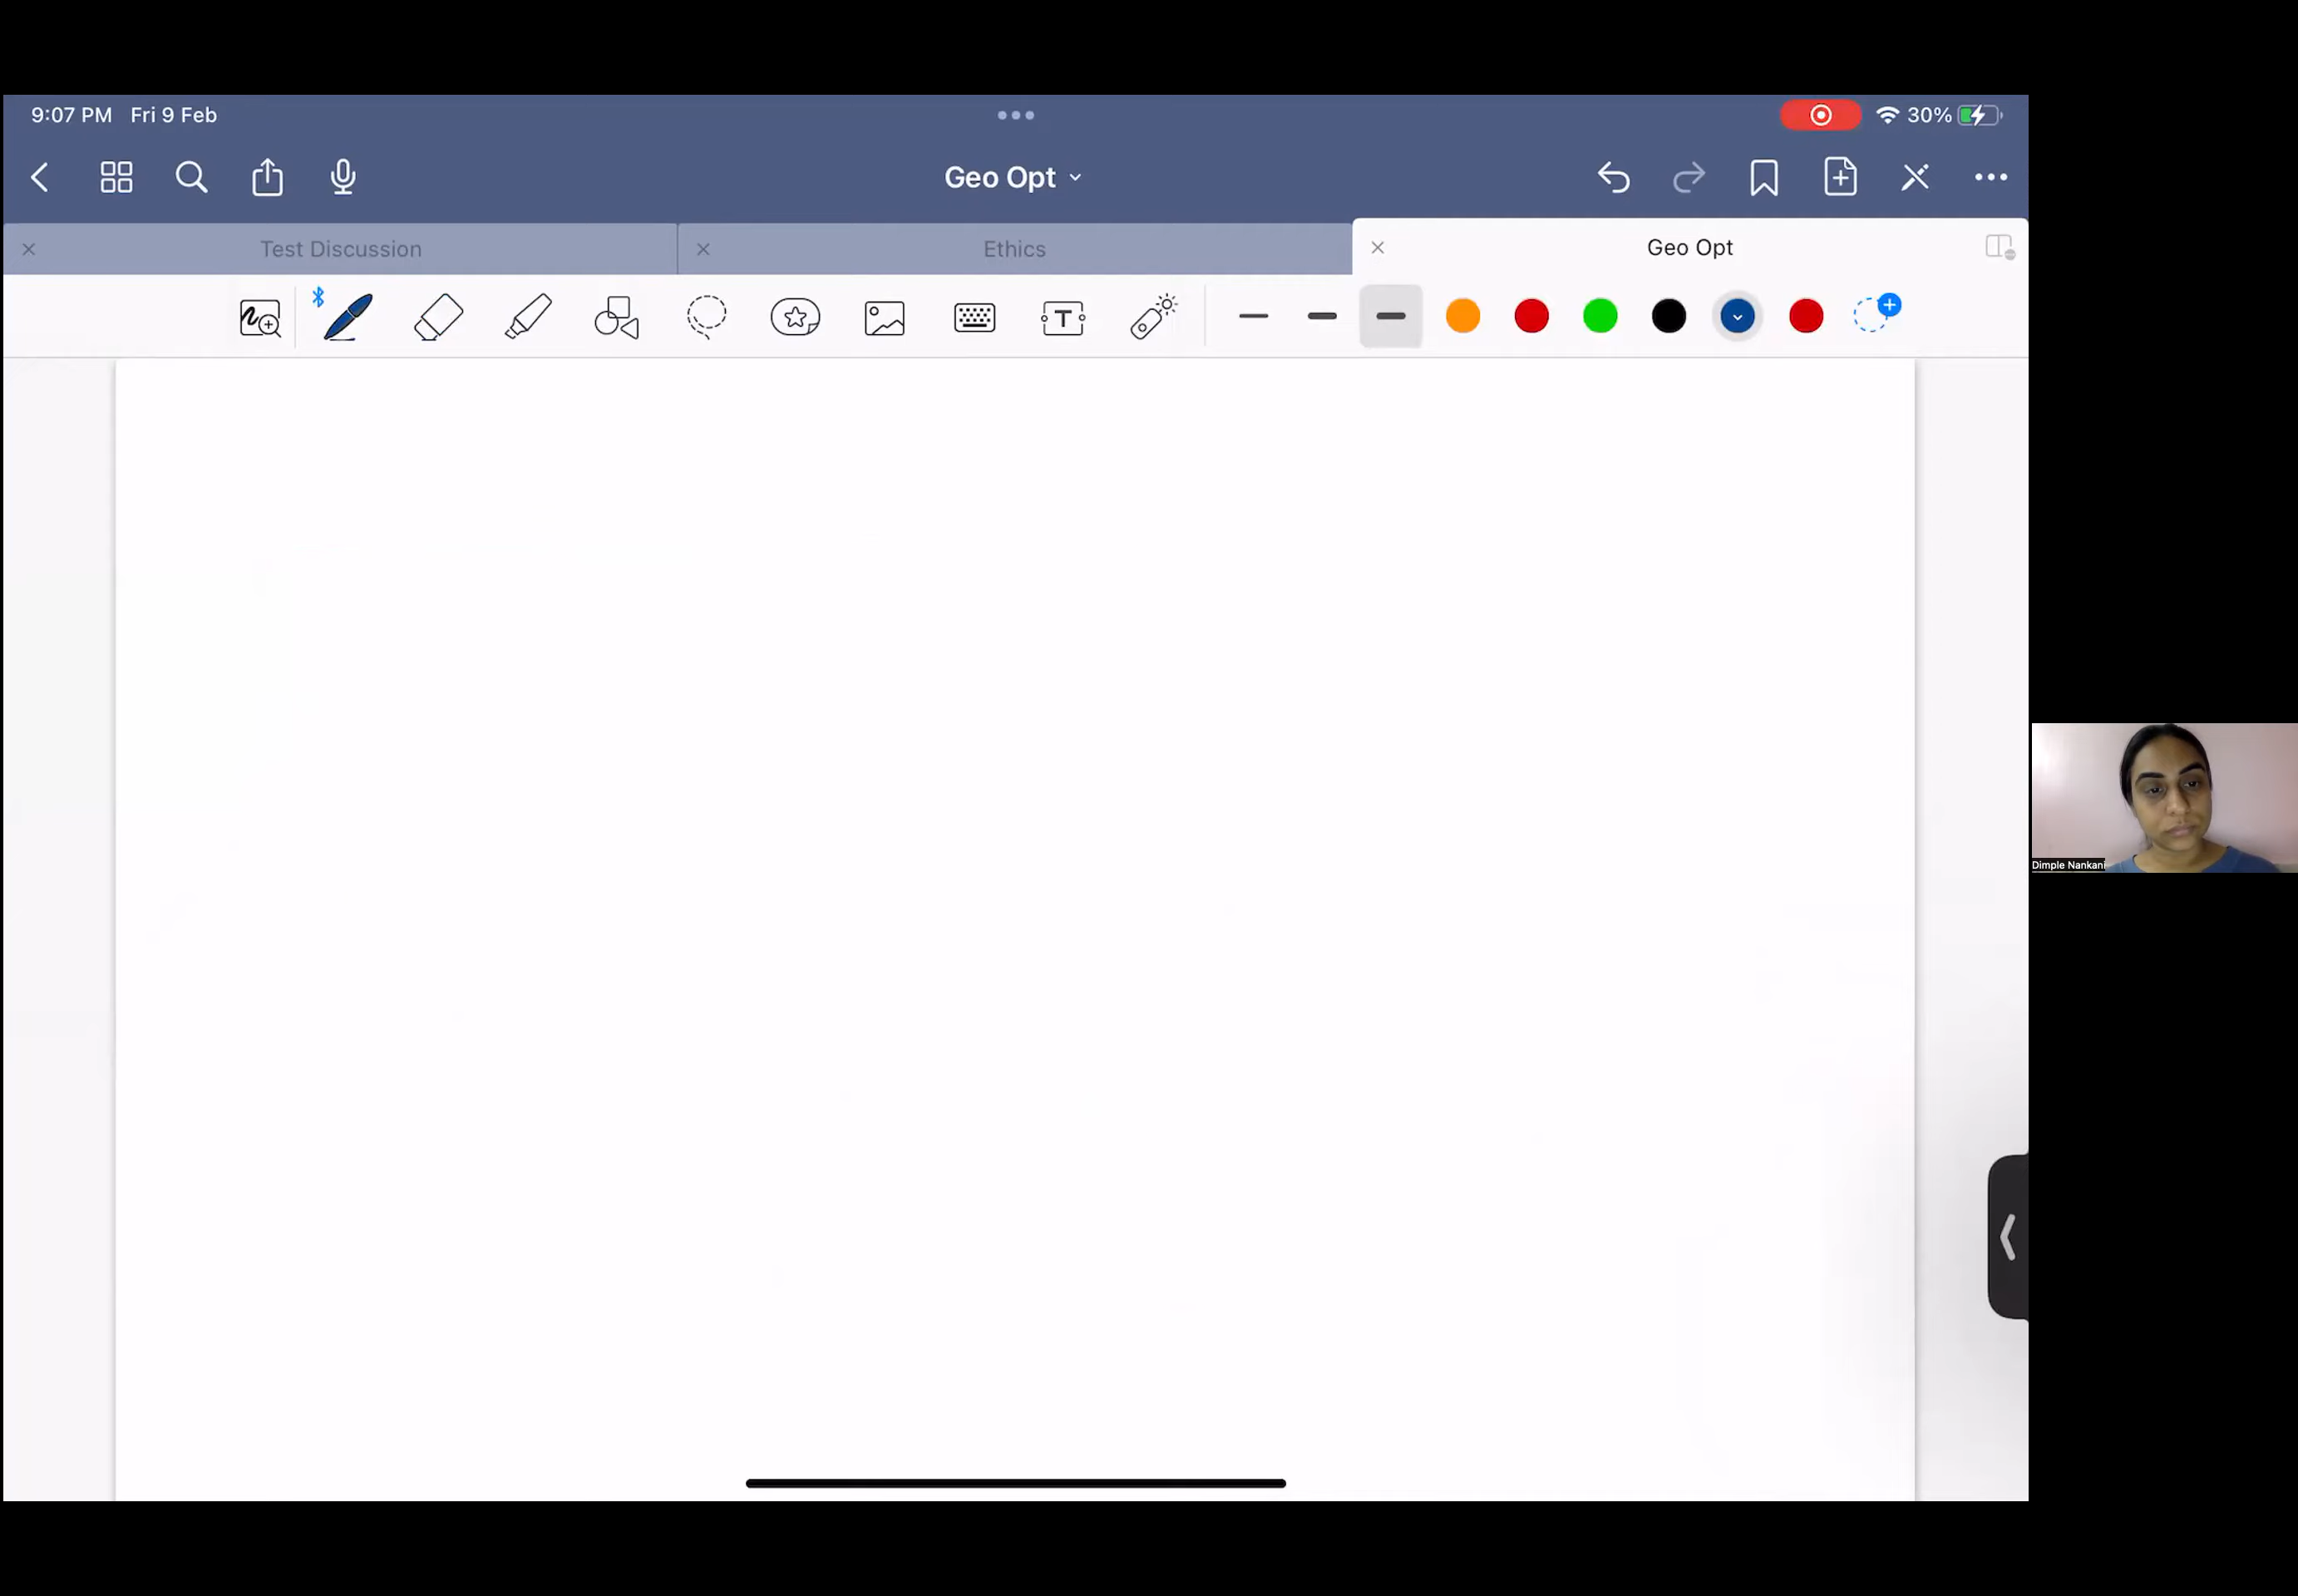 9:07 PM Fri 9 Feb
30%
Geo Opt
Test Discussion
Ethics
Geo Opt
T
Dimple Nankani